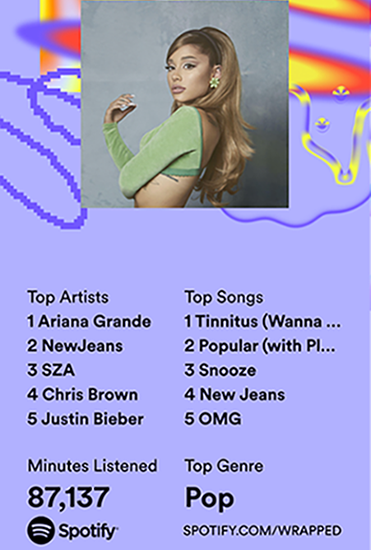 Top Artists
1 Ariana Grande
2 NewJeans
3 SZA
4 Chris Brown
5 Justin Bieber
Top Songs
1 Tinnitus (Wanna ...
2 Popular (with Pl...
3 Snooze
4 New Jeans
5 OMG
Minutes Listened
87,137
Top Genre
Pop
Spotify
SPOTIFY.COM/WRAPPED